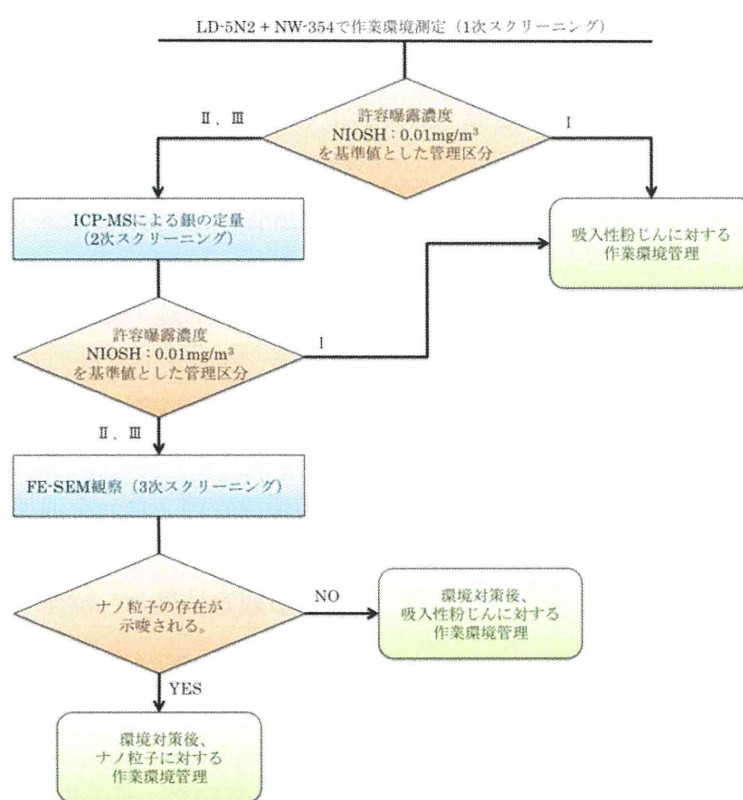 LD-5N2 + NW-354で作業環境測定（1次スクリーニング）
Ⅱ、Ⅲ
許容曝露濃度
NIOSH：0.01mg/m³
を基準値とした管理区分
Ⅰ
ICP-MSによる銀の定量
（2次スクリーニング）
吸入性粉じんに対する
作業環境管理
許容曝露濃度
NIOSH：0.01mg/m³
を基準値とした管理区分
Ⅰ
Ⅱ、Ⅲ
FE-SEM観察（3次スクリーニング）
ナノ粒子の存在が
示唆される。
NO
環境対策後、
吸入性粉じんに対する
作業環境管理
YES
環境対策後、
ナノ粒子に対する
作業環境管理